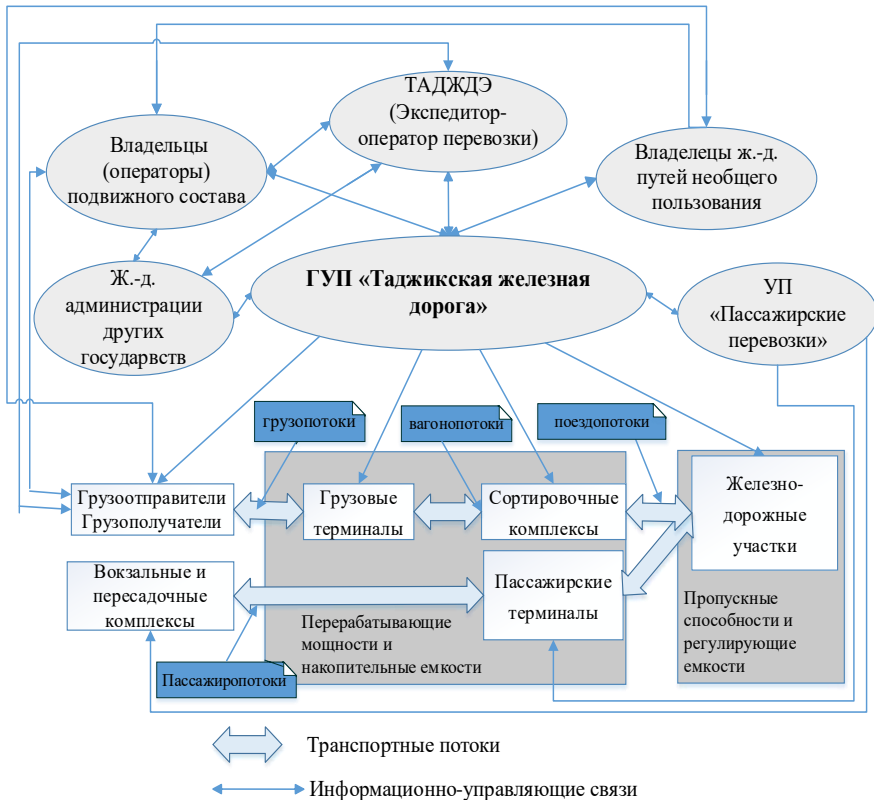 ТАДЖДЭ
(Экспедитор-
оператор перевозки)
Владельцы
(операторы)
подвижного состава
Владелецы ж.-д.
путей необщего
пользования
Ж.-д.
администрации
других
государвств
ГУП «Таджикская железная
дорога»
УП
«Пассажирские
перевозки»
грузопотоки
вагонопотоки
поездопотоки
Грузоотправители
Грузополучатели
Грузовые
терминалы
Сортировочные
комплексы
Железно-
дорожные
участки
Вокзальные и
пересадочные
комплексы
Пассажирские
терминалы
Перерабатывающие
мощности и
накопительные емкости
Пропускные
способности и
регулирующие
емкости
Пассажиропотоки
Транспортные потоки
Информационно-управляющие связи